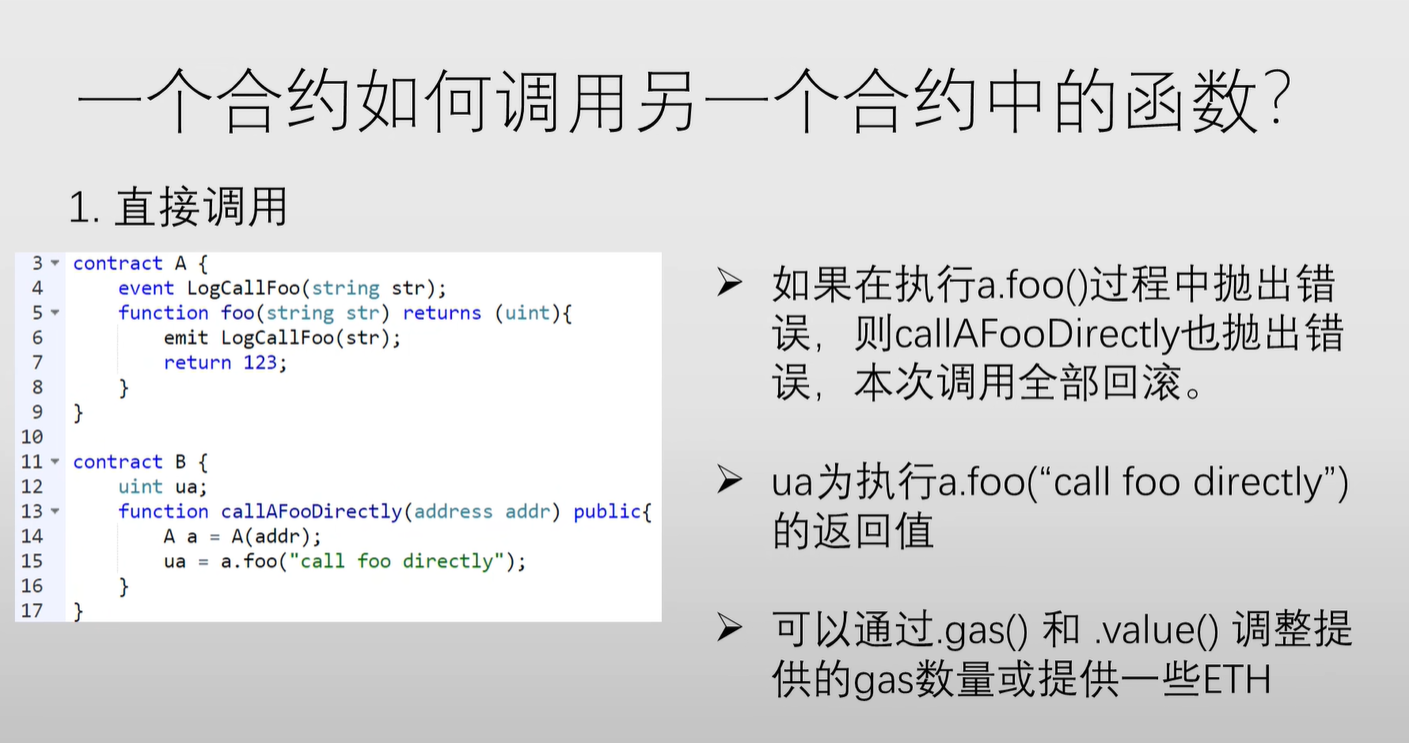 一个合约如何调用另一个合约中的函数?
1. 直接调用
3 contract A {
4 event LogCallFoo(string str);
5 function foo(string str) returns (uint){
6 emit LogCallFoo(str);
7 return 123;
8 }
9 }
10
11 contract B {
12 uint ua;
13 function callAFooDirectly(address addr) public{
14 A a = A(addr);
15 ua = a.foo("call foo directly");
16 }
17 }
➢ 如果在执行a.foo()过程中抛出错
误，则callAFooDirectly也抛出错
误，本次调用全部回滚。
➢ ua为执行a.foo(“call foo directly”)
的返回值
➢ 可以通过.gas() 和 .value() 调整提
供的gas数量或提供一些ETH